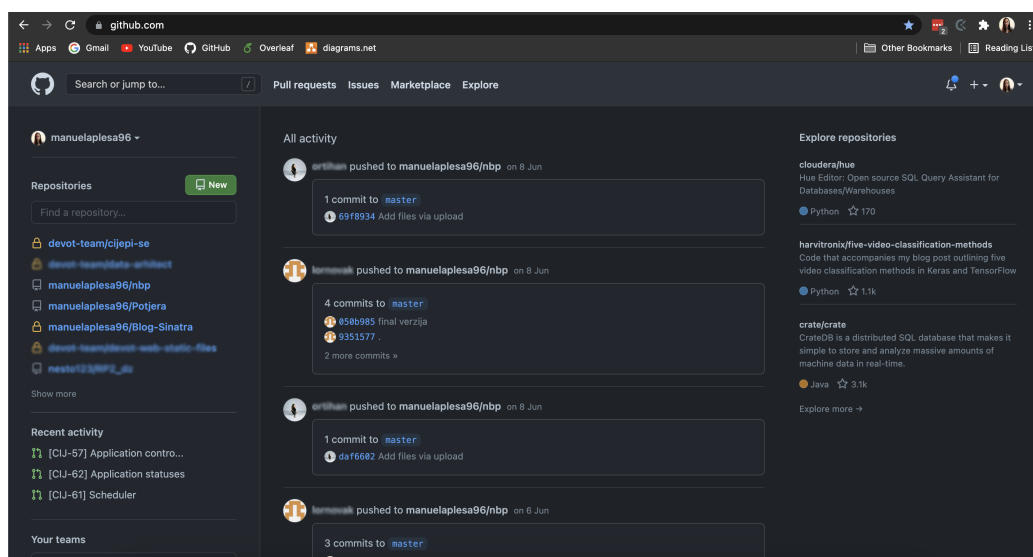 github.com
2
Apps Gmail YouTube GitHub Overleaf diagrams.net Other Bookmarks Reading Lis
Search or jump to... / Pull requests Issues Marketplace Explore
manuelaplesa96
Repositories New
Find a repository...
devot-team/cijepi-se
manuelaplesa96/nbp
manuelaplesa96/Potjera
manuelaplesa96/Blog-Sinatra
Show more
Recent activity
[CIJ-57] Application contro...
[CIJ-62] Application statuses
[CIJ-61] Scheduler
Your teams
All activity
pushed to manuelaplesa96/nbp on 8 Jun
1 commit to master
69f8934 Add files via upload
pushed to manuelaplesa96/nbp on 8 Jun
4 commits to master
050b985 final verzija
9351577 .
2 more commits »
pushed to manuelaplesa96/nbp on 8 Jun
1 commit to master
daf6602 Add files via upload
pushed to manuelaplesa96/nbp on 6 Jun
3 commits to master
Explore repositories
cloudera/hue
Hue Editor: Open source SQL Query Assistant for
Databases/Warehouses
Python 170
harvitronix/five-video-classification-methods
Code that accompanies my blog post outlining five
video classification methods in Keras and TensorFlow
Python 1.1k
crate/crate
CrateDB is a distributed SQL database that makes it
simple to store and analyze massive amounts of
machine data in real-time.
Java 3.1k
Explore more →